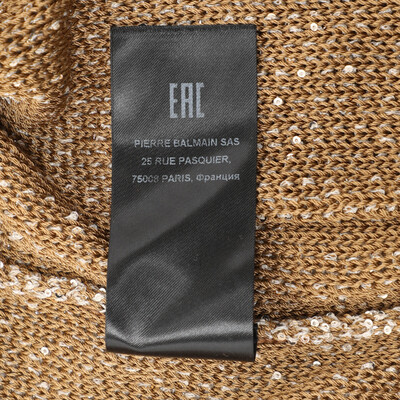 EAC
PIERRE BALMAIN SAS
25 RUE PASQUIER,
75008 PARIS, Франция